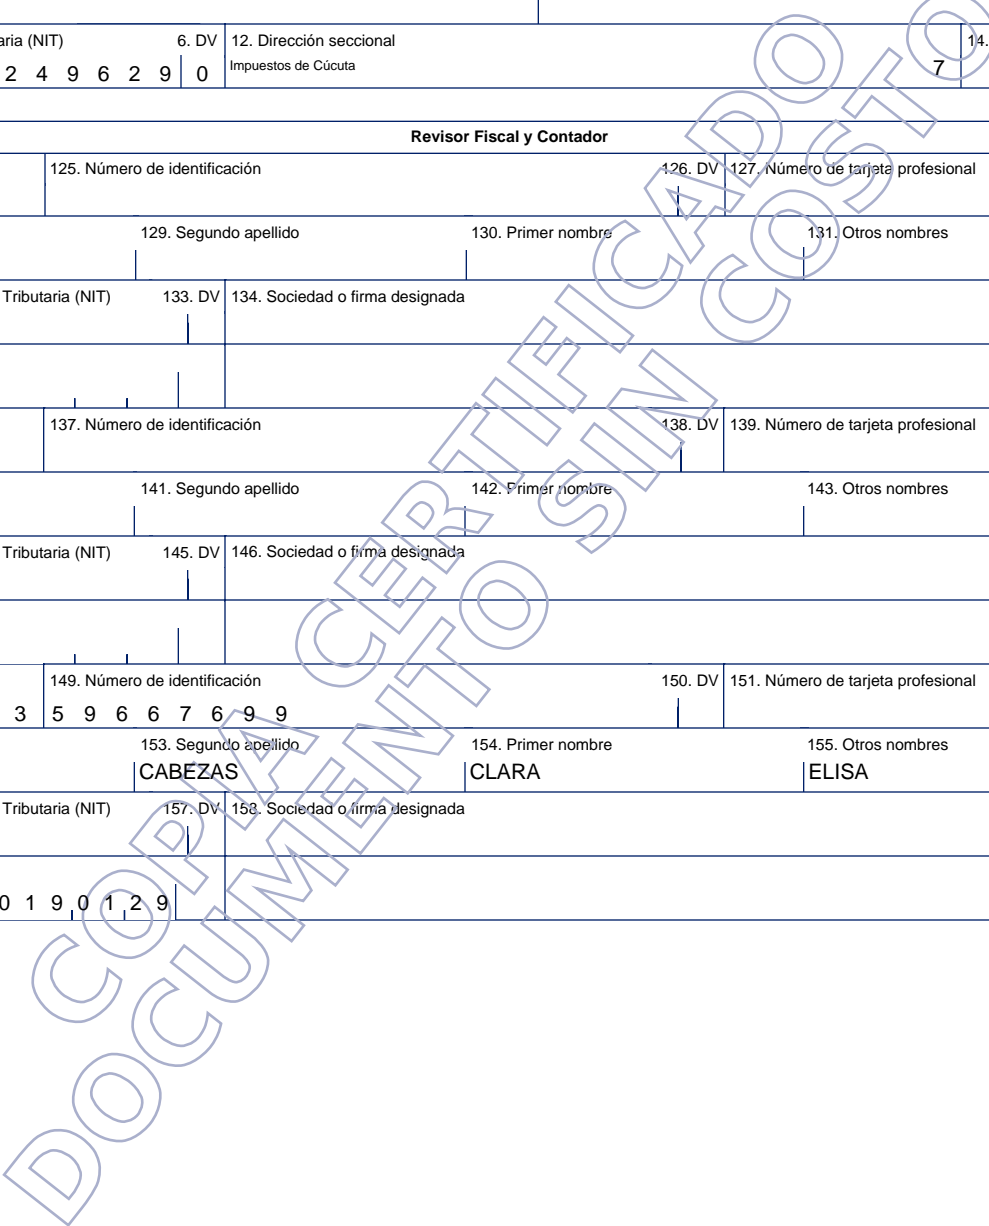 aria (NIT) 6. DV 12. Dirección seccional 14.
2 4 9 6 2 9 0 Impuestos de Cúcuta 7
Revisor Fiscal y Contador
125. Número de identificación 126. DV 127. Número de tarjeta profesional
129. Segundo apellido 130. Primer nombre 131. Otros nombres
Tributaria (NIT) 133. DV 134. Sociedad o firma designada
137. Número de identificación 138. DV 139. Número de tarjeta profesional
141. Segundo apellido 142. Primer nombre 143. Otros nombres
Tributaria (NIT) 145. DV 146. Sociedad o firma designada
149. Número de identificación 150. DV 151. Número de tarjeta profesional
3 5 9 6 6 7 6 9 9
153. Segundo apellido 154. Primer nombre 155. Otros nombres
CABEZAS CLARA ELISA
Tributaria (NIT) 157. DV 158. Sociedad o firma designada
0 1 9 0 1 2 9
COPIA CERTIFICADO
DOCUMENTO SIN COSTO